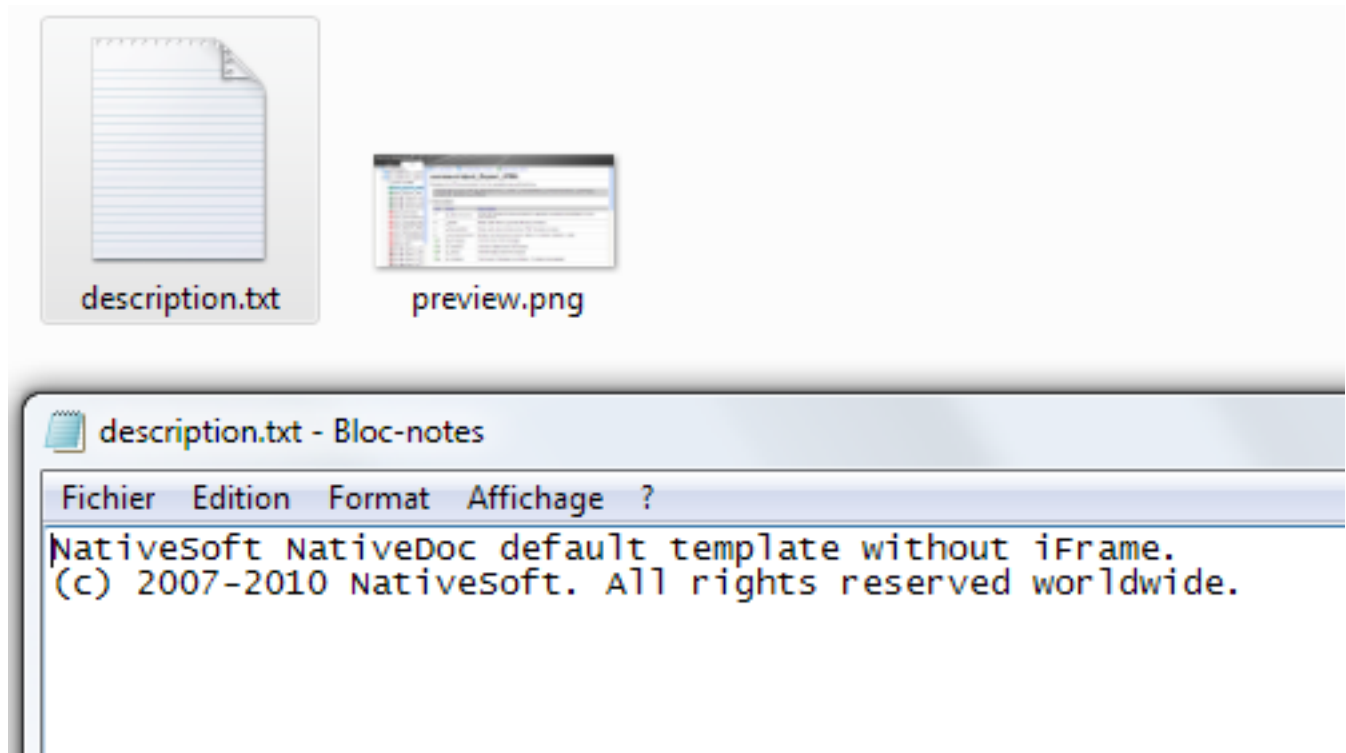 description.txt
preview.png
description.txt - Bloc-notes
Fichier Edition Format Affichage ?
NativeSoft NativeDoc default template without iFrame.
(c) 2007-2010 NativeSoft. All rights reserved worldwide.